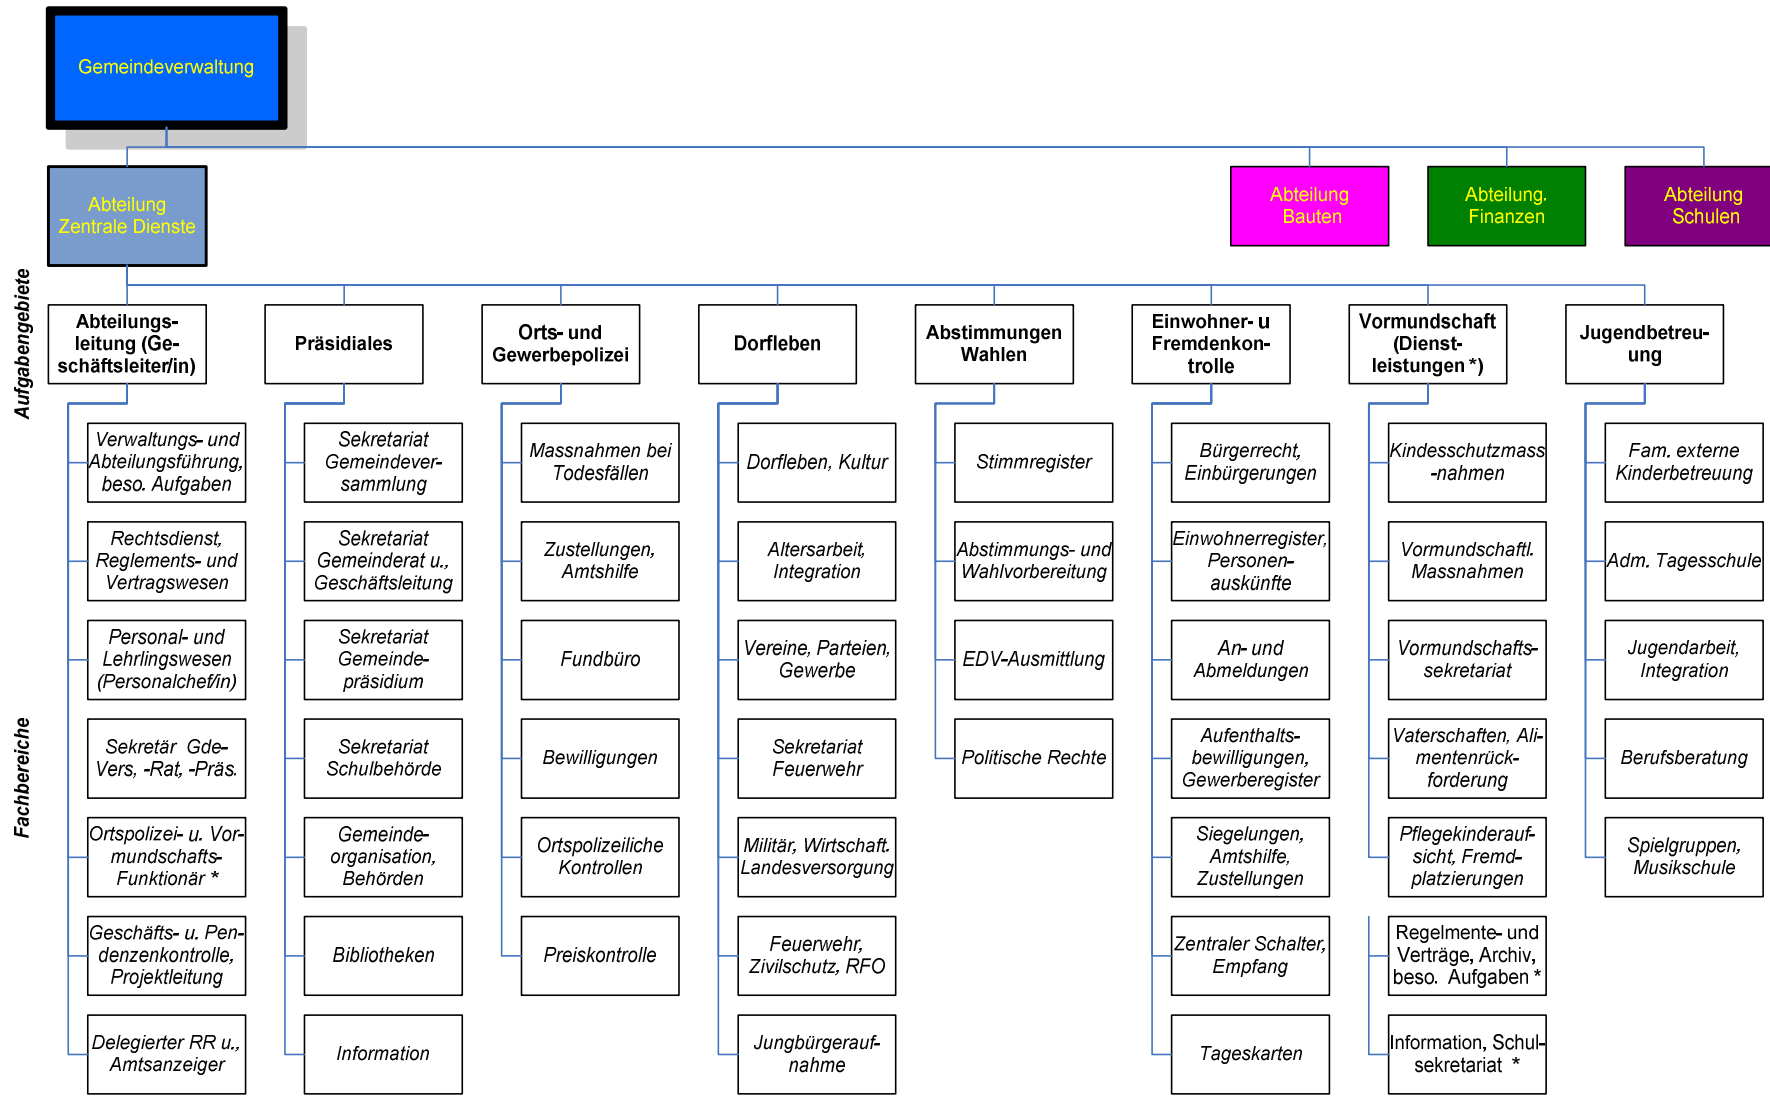 Gemeindeverwaltung
Abteilung
Zentrale Dienste
Abteilung
Bauten
Abteilung.
Finanzen
Abteilung
Schulen
Aufgabengebiete
Abteilungs-
leitung (Ge-
schäftsleiter/in)
Präsidiales
Orts- und
Gewerbepolizei
Dorfleben
Abstimmungen
Wahlen
Einwohner- u
Fremdenkon-
trolle
Vormundschaft
(Dienst-
leistungen *)
Jugendbetreu-
ung
Fachbereiche
Verwaltungs- und
Abteilungsführung,
beso. Aufgaben
Rechtsdienst,
Reglements- und
Vertragswesen
Personal- und
Lehrlingswesen
(Personalchef/in)
Sekretär Gde-
Vers, -Rat, -Präs.
Ortspolizei- u. Vor-
mundschafts-
Funktionär *
Geschäfts- u. Pen-
denzenkontrolle,
Projektleitung
Delegierter RR u.,
Amtsanzeiger
Sekretariat
Gemeindever-
sammlung
Sekretariat
Gemeinderat u.,
Geschäftsleitung
Sekretariat
Gemeinde-
präsidium
Sekretariat
Schulbehörde
Gemeinde-
organisation,
Behörden
Bibliotheken
Information
Massnahmen bei
Todesfällen
Zustellungen,
Amtshilfe
Fundbüro
Bewilligungen
Ortspolizeiliche
Kontrollen
Preiskontrolle
Dorfleben, Kultur
Altersarbeit,
Integration
Vereine, Parteien,
Gewerbe
Sekretariat
Feuerwehr
Militär, Wirtschaft.
Landesversorgung
Feuerwehr,
Zivilschutz, RFO
Jungbürgerauf-
nahme
Stimmregister
Abstimmungs- und
Wahlvorbereitung
EDV-Ausmittlung
Politische Rechte
Bürgerrecht,
Einbürgerungen
Einwohnerregister,
Personen-
auskünfte
An- und
Abmeldungen
Aufenthalts-
bewilligungen,
Gewerberegister
Siegelungen,
Amtshilfe,
Zustellungen
Zentraler Schalter,
Empfang
Tageskarten
Kindesschutzmass
-nahmen
Vormundschaftl.
Massnahmen
Vormundschafts-
sekretariat
Vaterschaften, Ali-
mentenrück-
forderung
Pflegekinderauf-
sicht, Fremd-
platzierungen
Regelmente- und
Verträge, Archiv,
beso. Aufgaben *
Information, Schul-
sekretariat *
Fam. externe
Kinderbetreuung
Adm. Tagesschule
Jugendarbeit,
Integration
Berufsberatung
Spielgruppen,
Musikschule